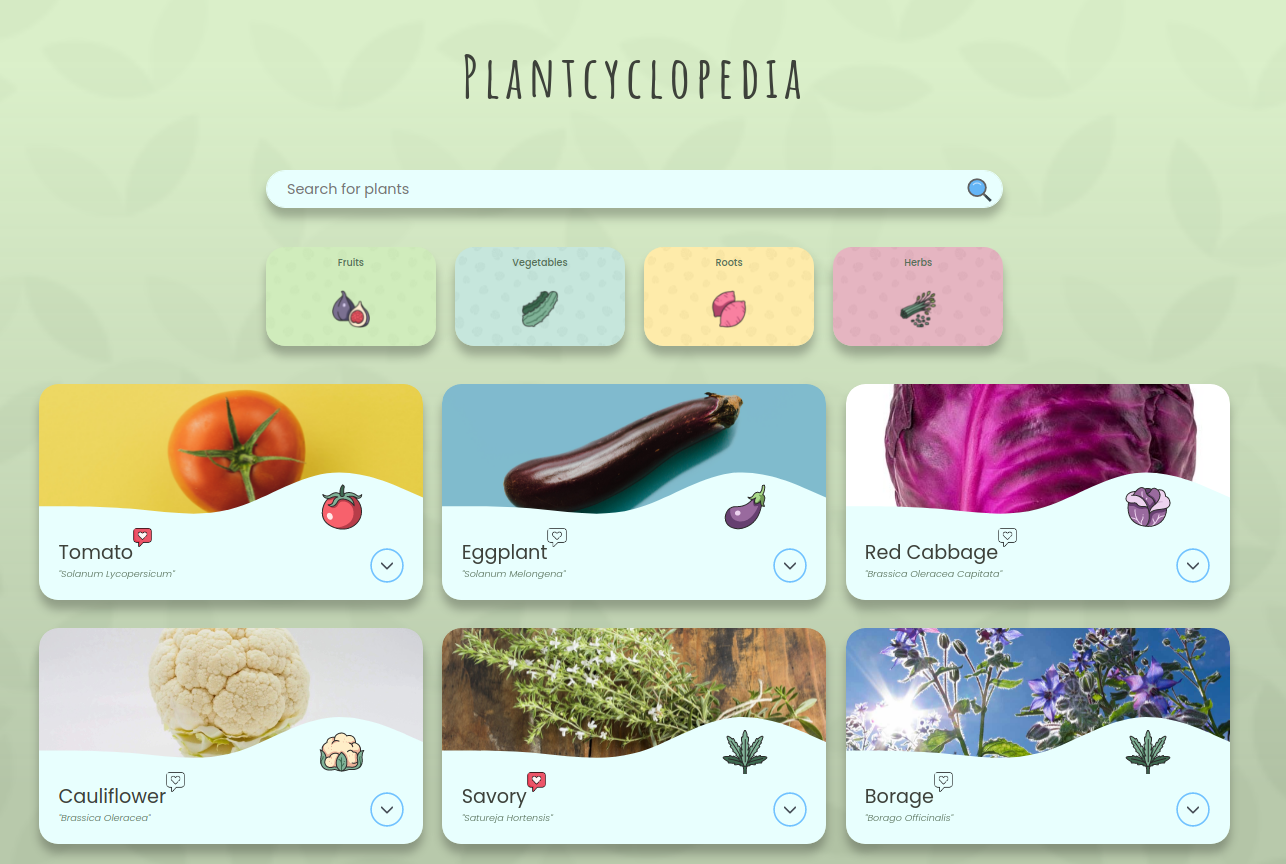 Plantcyclopedia
Search for plants
Fruits
Vegetables
Roots
Herbs
Tomato
"Solanum Lycopersicum"
Eggplant
"Solanum Melongena"
Red Cabbage
"Brassica Oleracea Capitata"
Cauliflower
"Brassica Oleracea"
Savory
"Satureja Hortensis"
Borage
"Borago Officinalis"